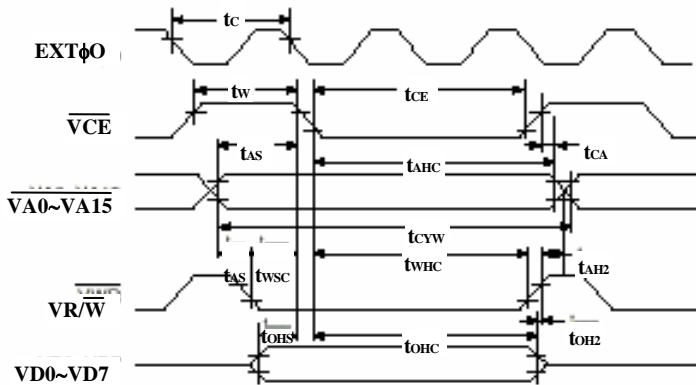 tC
EXTϕO
tW
tCE
VCE
tCA
tAS
tAHC
VA0~VA15
tCYW
tAS
tWSC
tWHC
tAH2
VR/W
tOHS
tOHC
tOH2
VD0~VD7